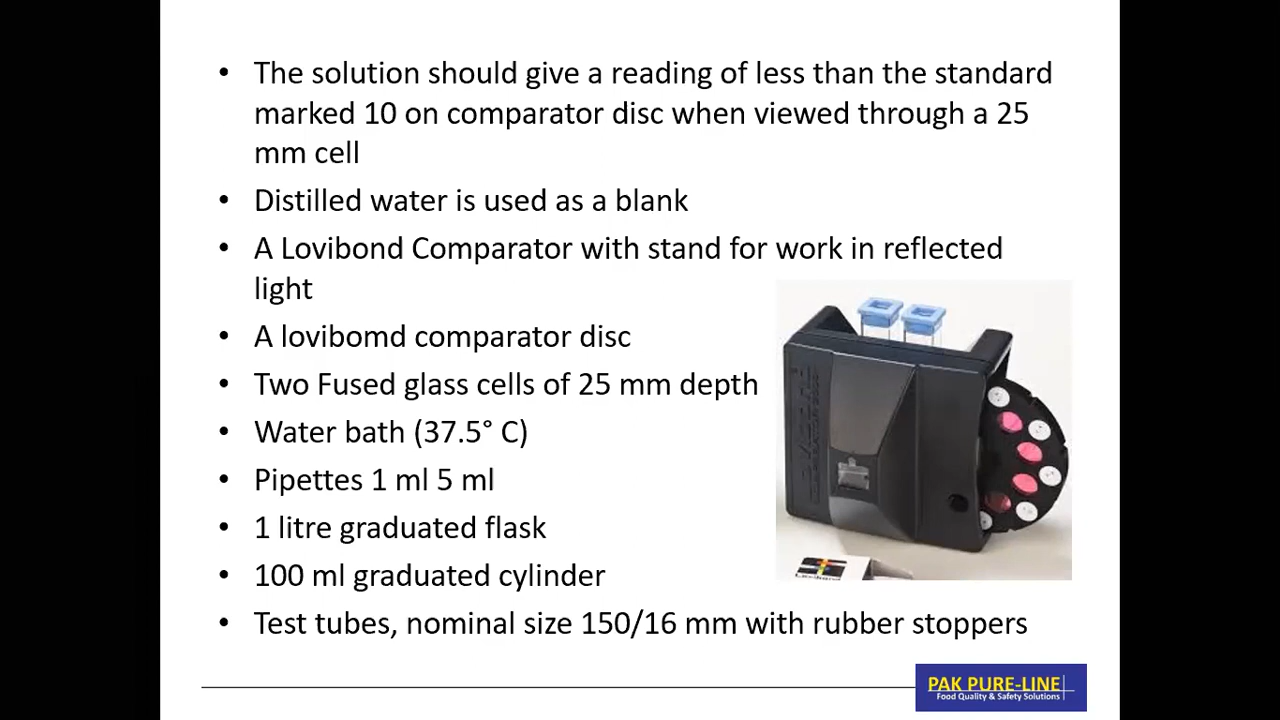 • The solution should give a reading of less than the standard
marked 10 on comparator disc when viewed through a 25
mm cell
• Distilled water is used as a blank
• A Lovibond Comparator with stand for work in reflected
light
• A lovibomd comparator disc
• Two Fused glass cells of 25 mm depth
• Water bath (37.5° C)
• Pipettes 1 ml 5 ml
• 1 litre graduated flask
• 100 ml graduated cylinder
• Test tubes, nominal size 150/16 mm with rubber stoppers
PAK PURE-LINE
Food Quality & Safety Solutions